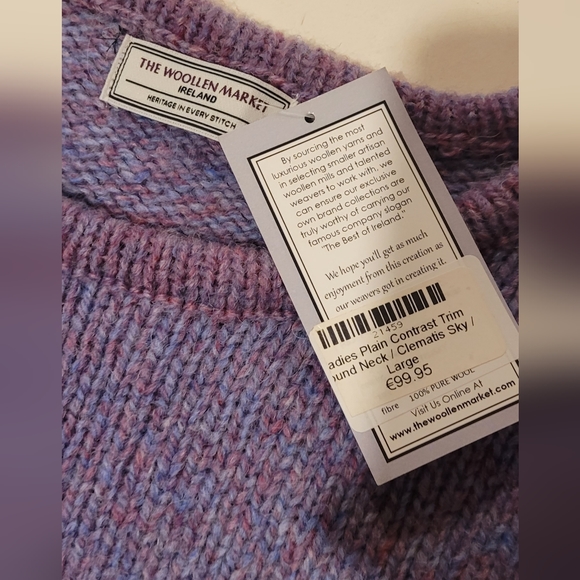 THE WOOLLEN MARKET
IRELAND
HERITAGE IN EVERY STITCH
By sourcing the most
luxurious woollen yarns and
in selecting smaller artisan
woollen mills and talented
weavers to work with, we
can ensure our exclusive
own brand collections are
truly worthy of carrying our
famous company slogan
"The Best of Ireland."
We hope you'll get as much
enjoyment from this creation as
our weavers got in creating it.
21459
adies Plain Contrast Trim
ound Neck / Clematis Sky /
Large
€99.95
fibre 100% PURE WOOL
Visit Us Online At
www.thewoollenmarket.com